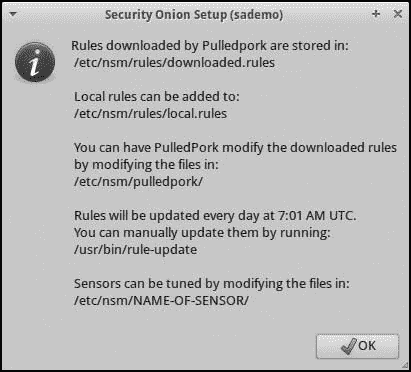 Security Onion Setup (sademo)
Rules downloaded by Pulledpork are stored in:
/etc/nsm/rules/downloaded.rules
Local rules can be added to:
/etc/nsm/rules/local.rules
You can have PulledPork modify the downloaded rules
by modifying the files in:
/etc/nsm/pulledpork/
Rules will be updated every day at 7:01 AM UTC.
You can manually update them by running:
/usr/bin/rule-update
Sensors can be tuned by modifying the files in:
/etc/nsm/NAME-OF-SENSOR/
OK